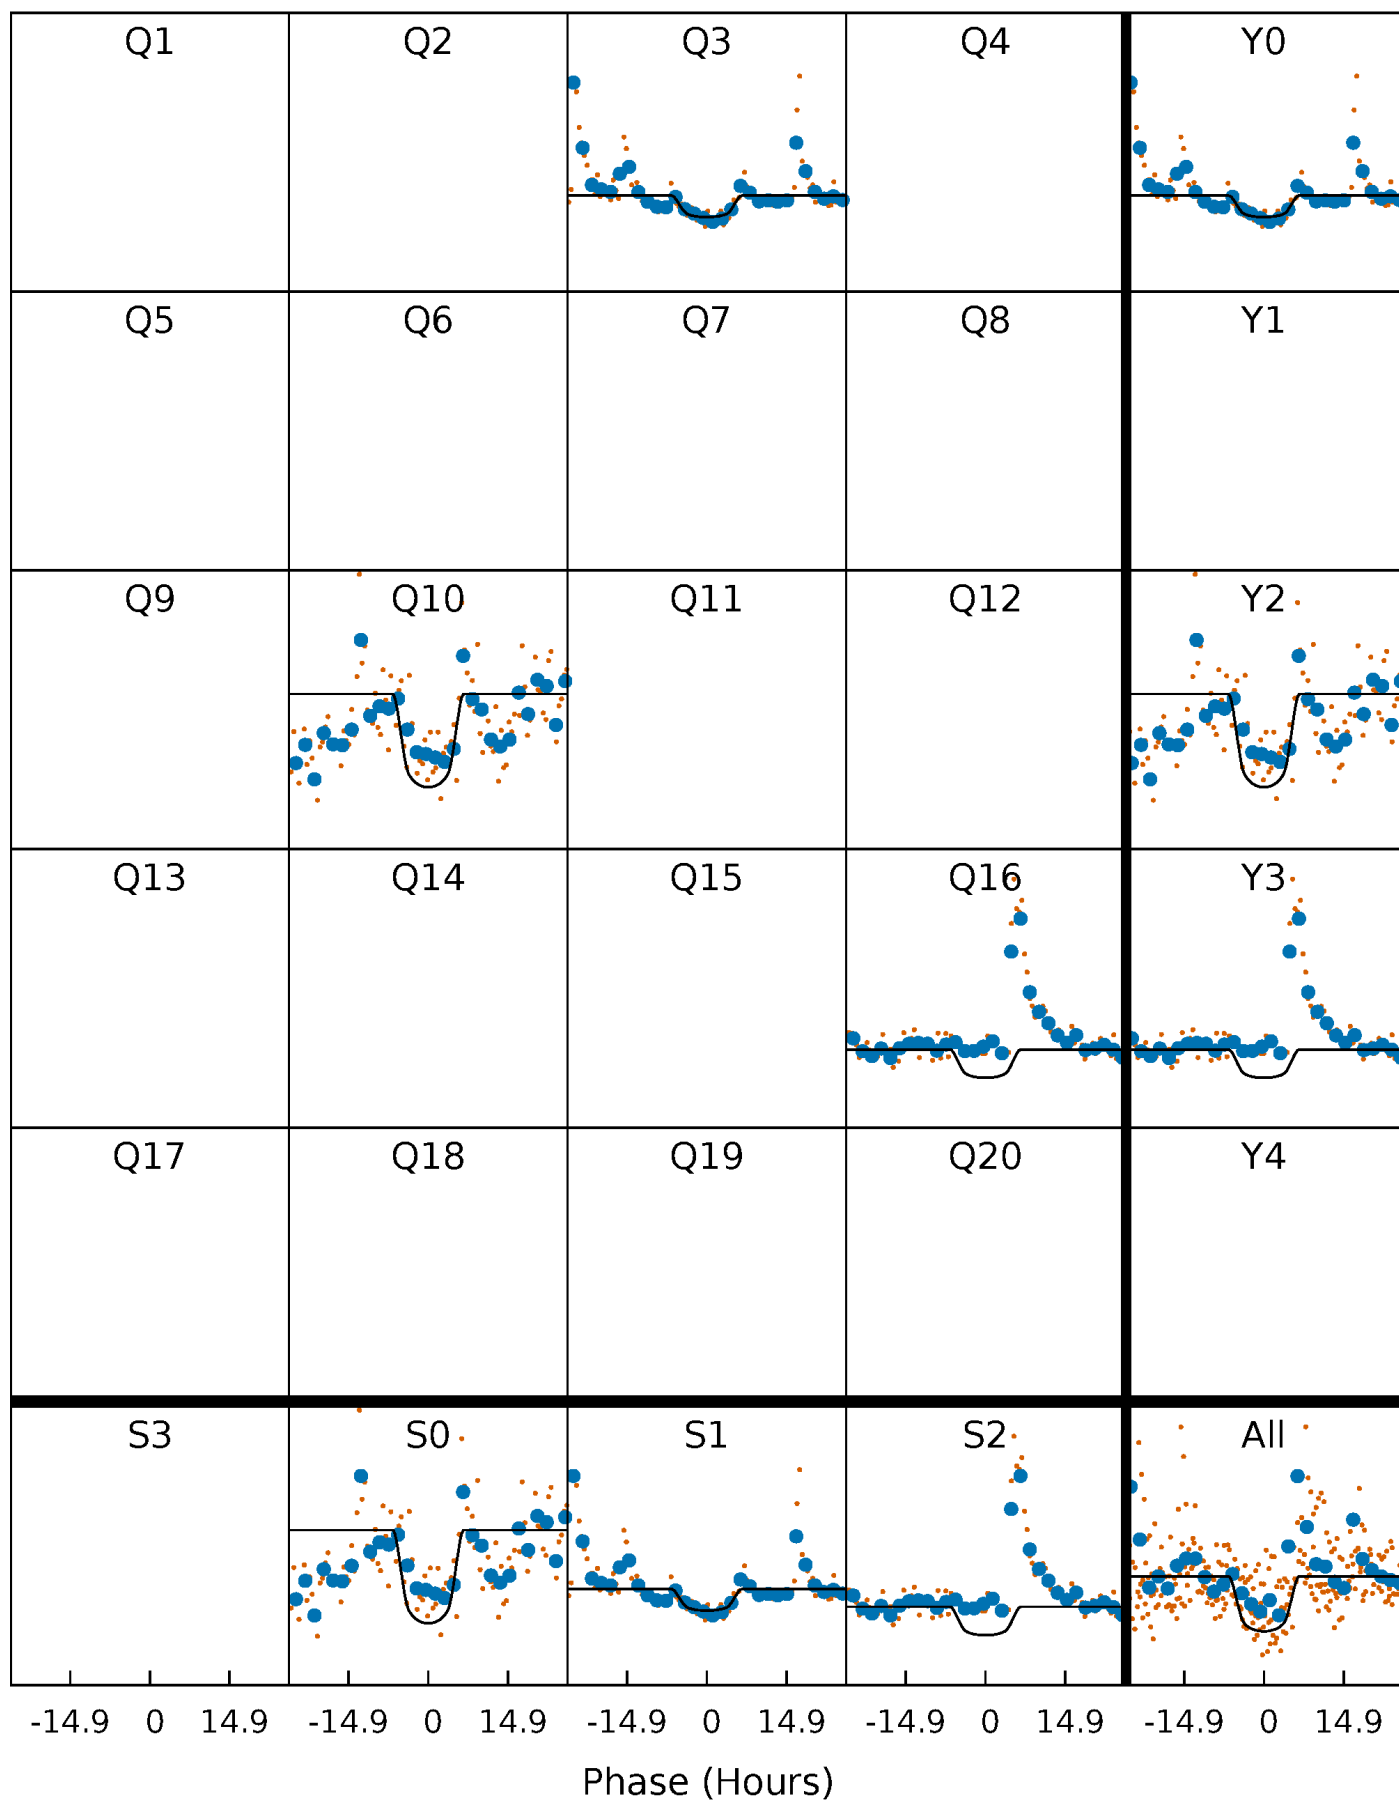 Q1 Q2 Q3 Q4 Y0
Q5 Q6 Q7 Q8 Y1
Q9 Q10 Q11 Q12 Y2
Q13 Q14 Q15 Q16 Y3
Q17 Q18 Q19 Q20 Y4
S3 S0 S1 S2 All
-14.9 0 14.9 -14.9 0 14.9 -14.9 0 14.9 -14.9 0 14.9 -14.9 0 14.9
Phase (Hours)